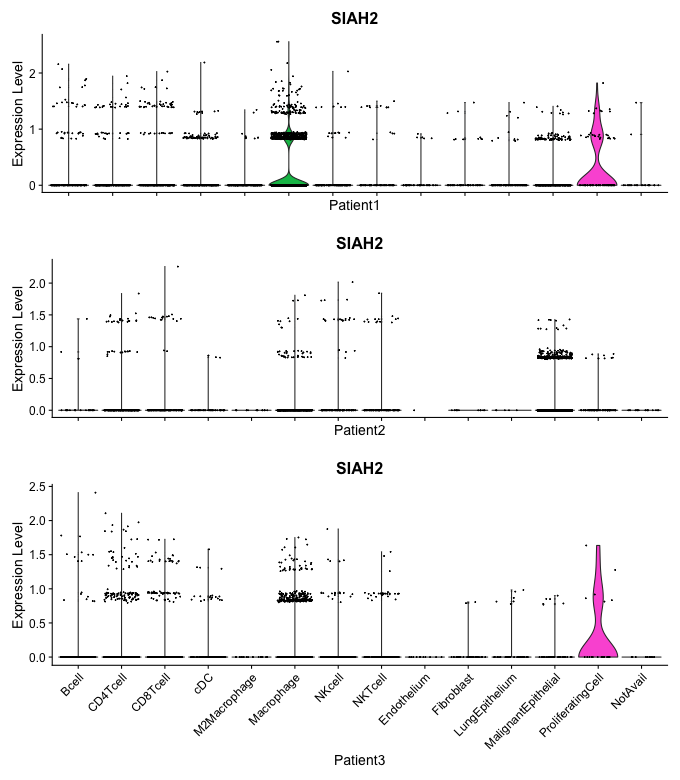 SIAH2
Expression Level
2
1
0
Patient1
SIAH2
Expression Level
2.0
1.5
1.0
0.5
0.0
Patient2
SIAH2
Expression Level
2.5
2.0
1.5
1.0
0.5
0.0
Bcell
CD4Tcell
CD8Tcell
cDC
M2Macrophage
Macrophage
NKcell
NKTcell
Endothelium
Fibroblast
LungEpithelium
MalignantEpithelial
ProliferatingCell
NotAvail
Patient3